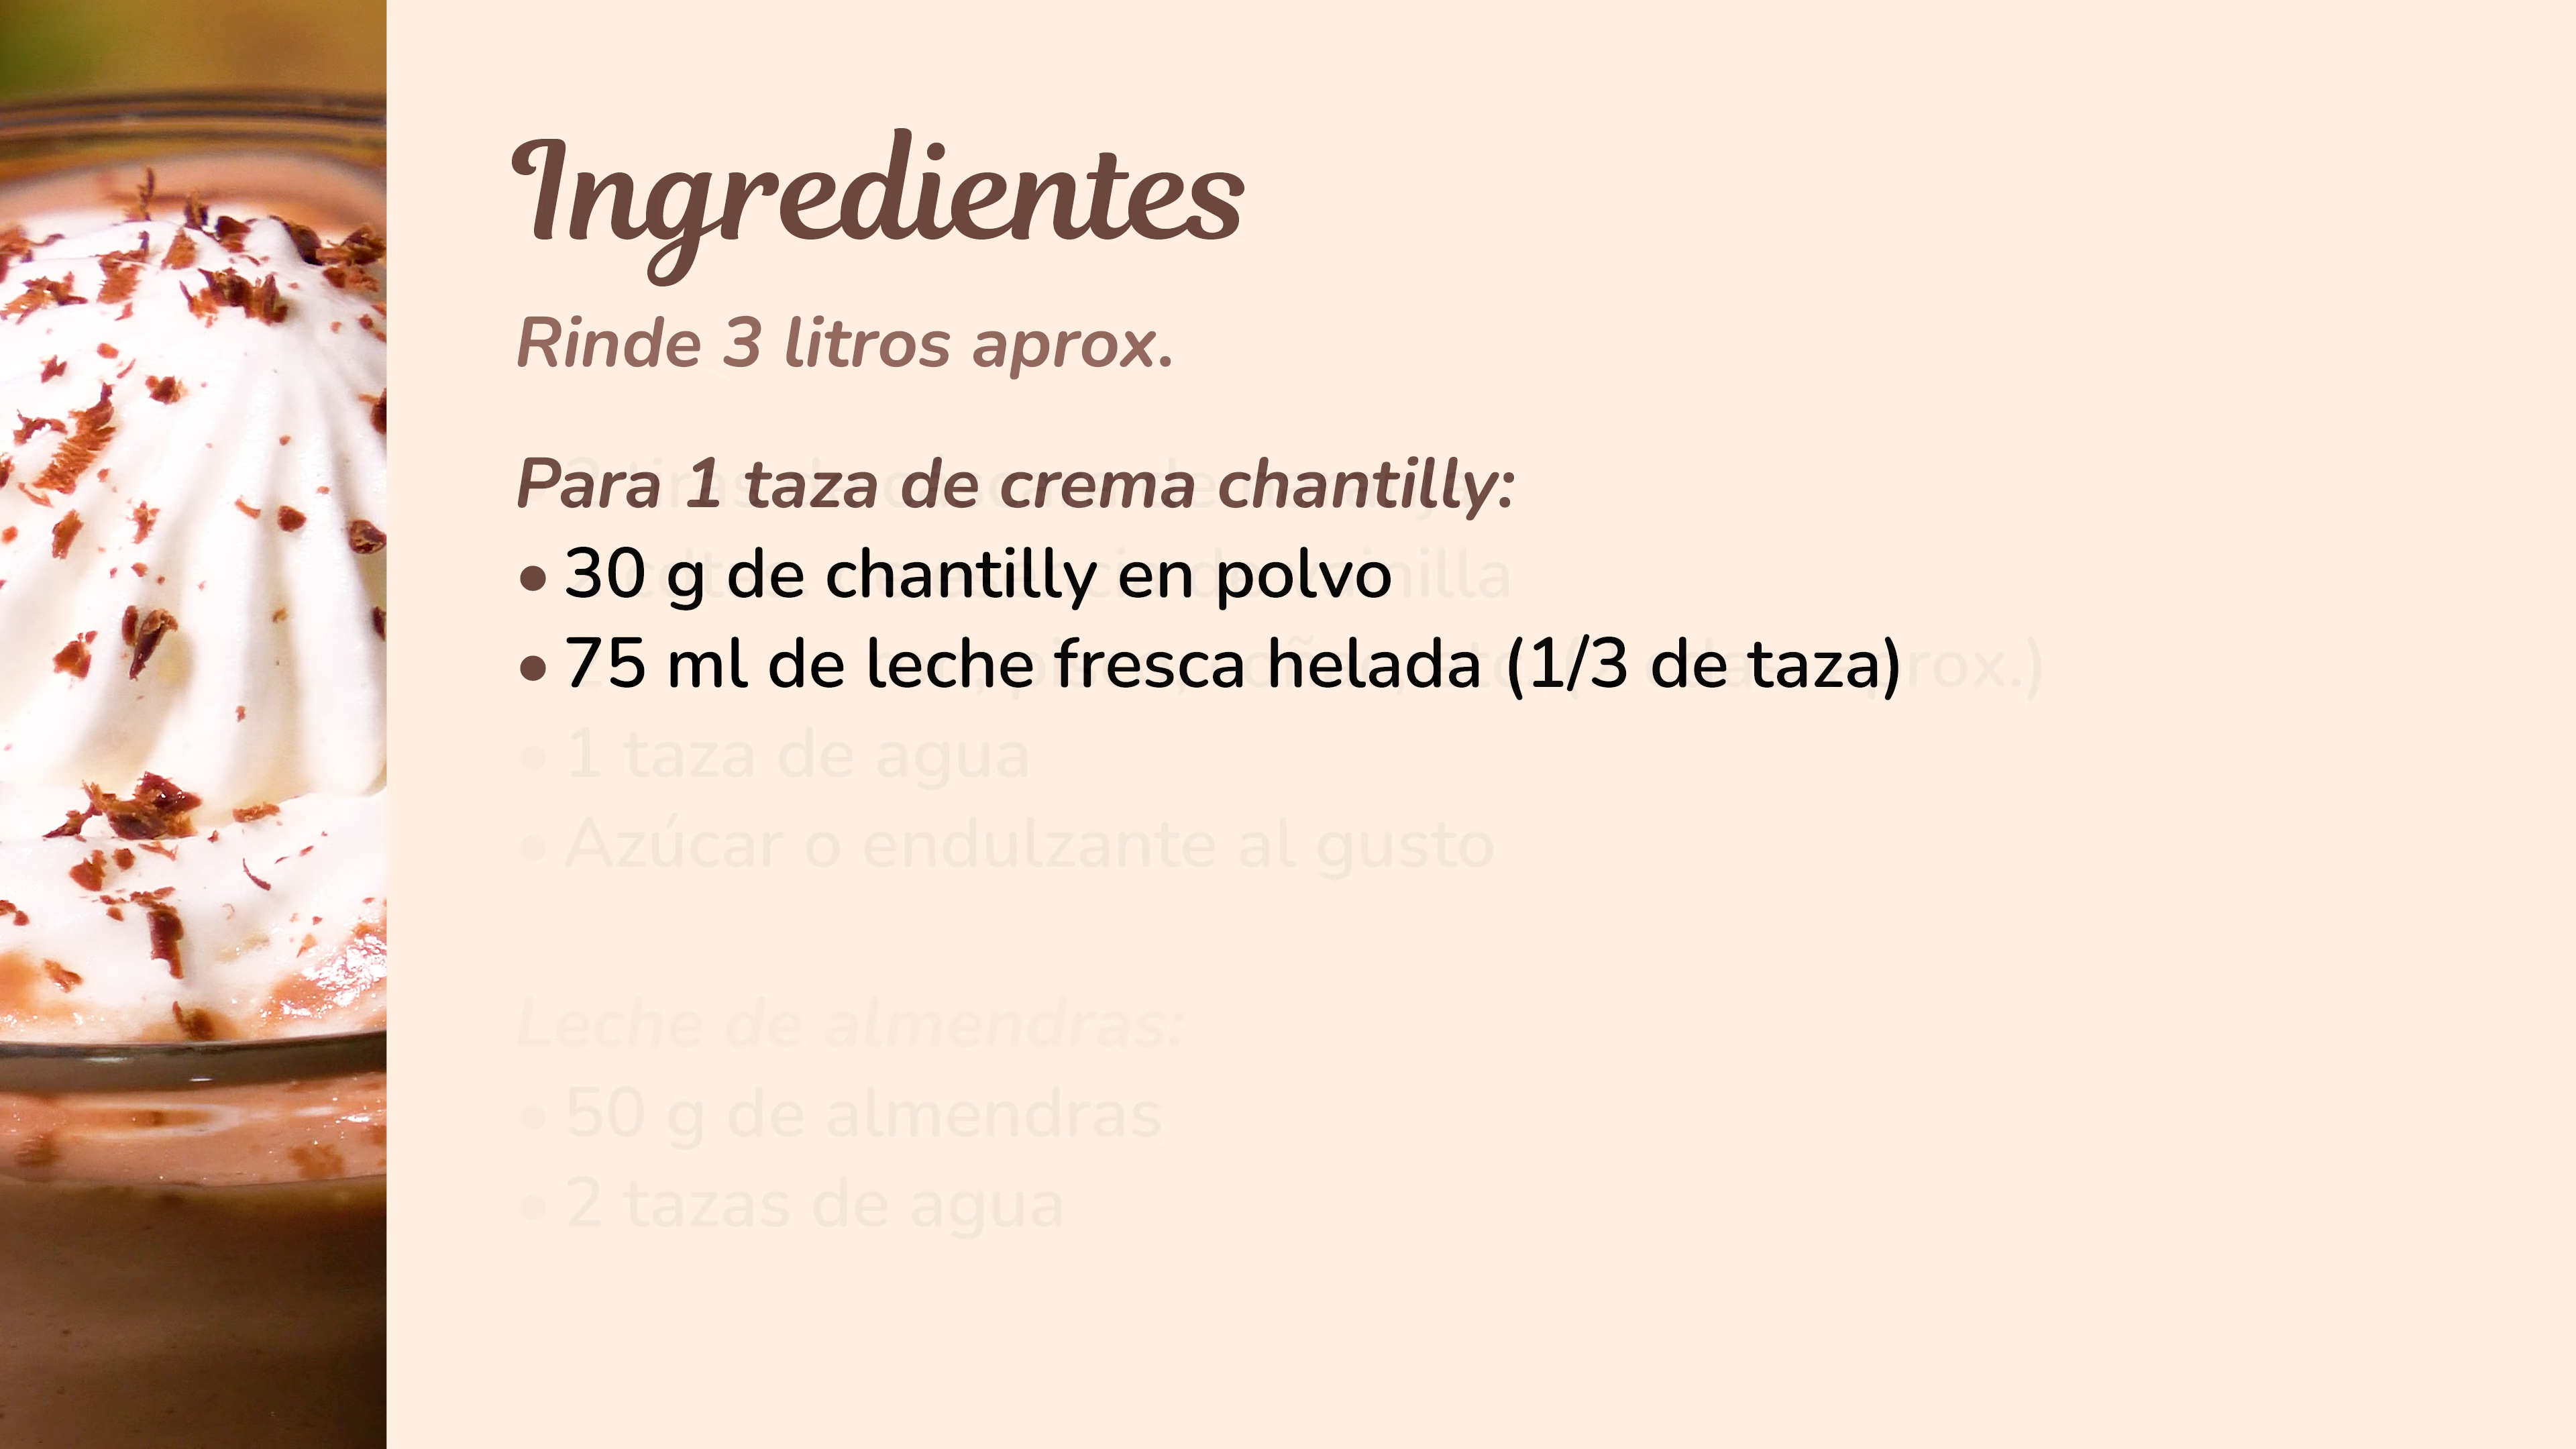 Ingredientes
Rinde 3 litros aprox.
Para 1 taza de crema chantilly:
• 30 g de chantilly en polvo
• 75 ml de leche fresca helada (1/3 de taza)
• 1 taza de agua
• Azúcar o endulzante al gusto
Leche de almendras:
• 50 g de almendras
• 2 tazas de agua